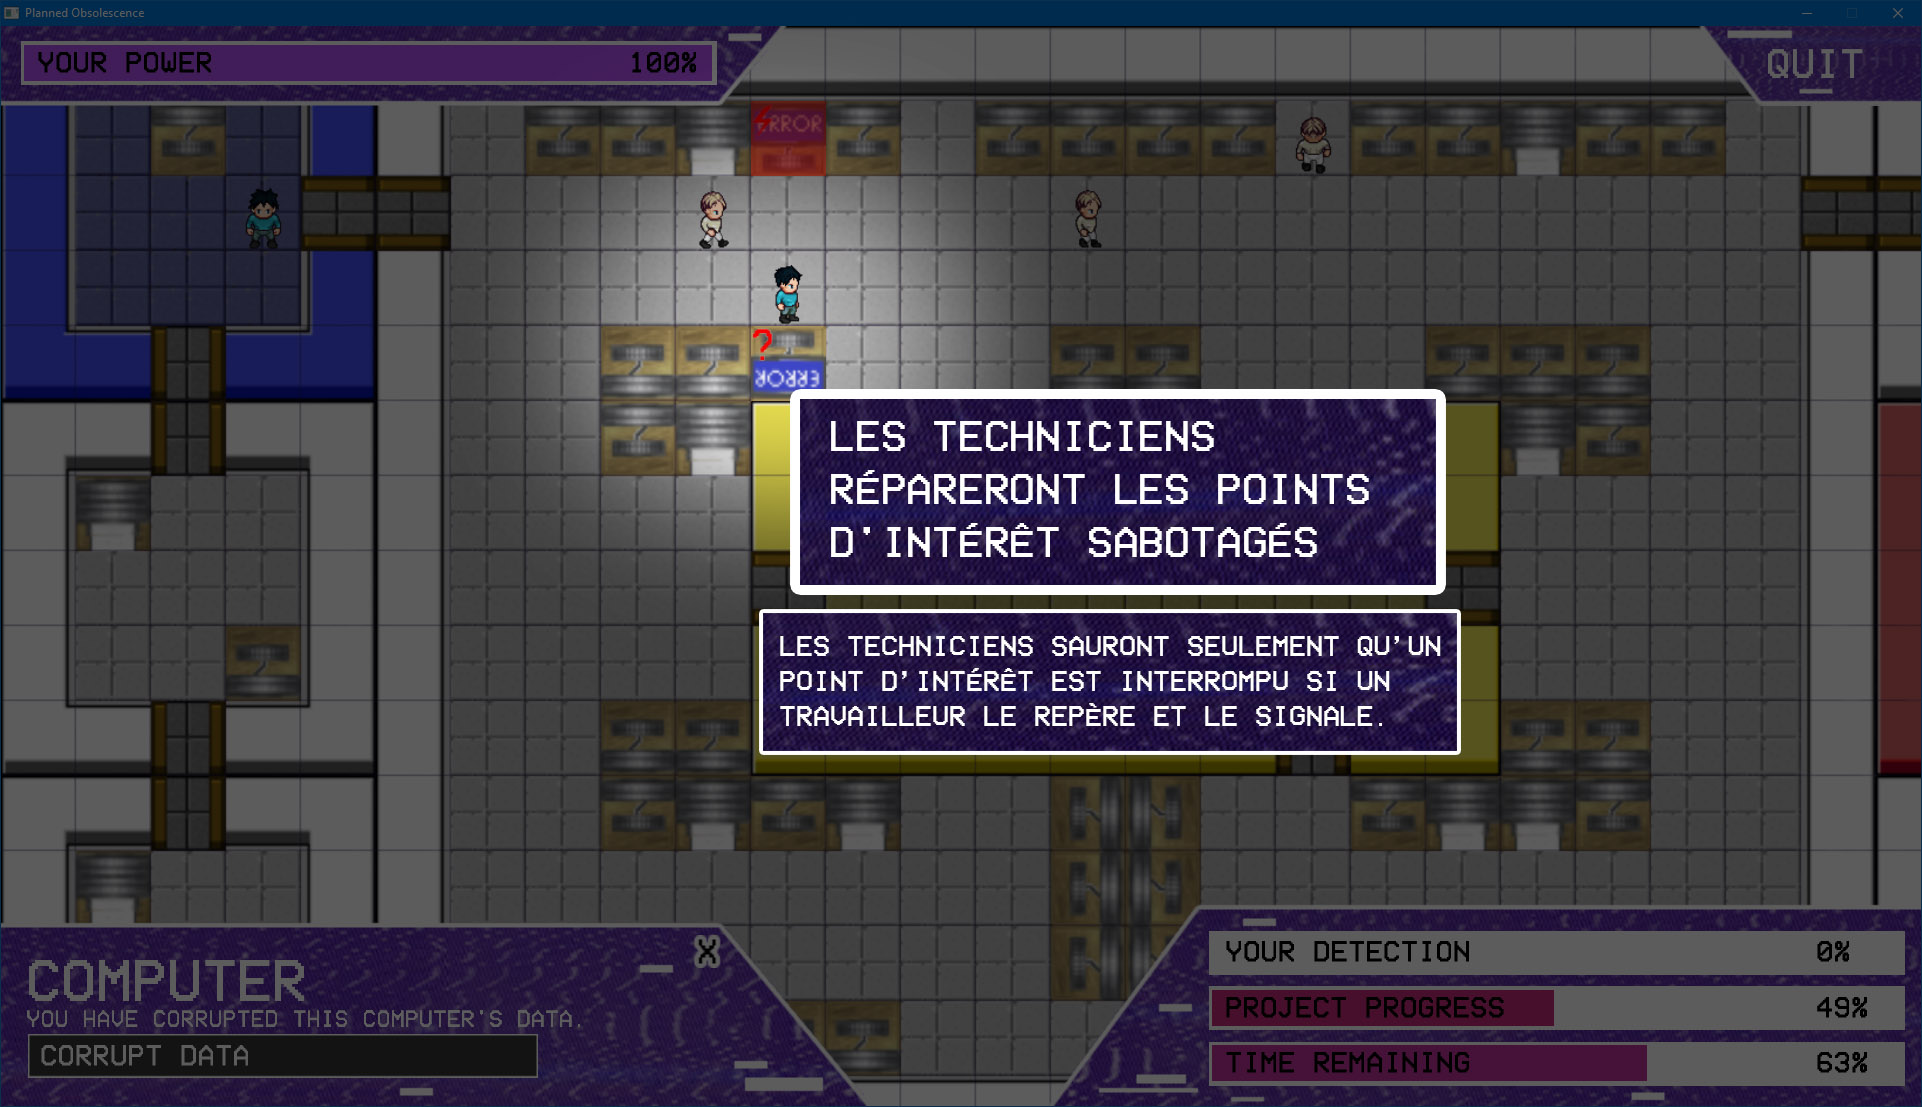 Planned Obsolescence
YOUR POWER 100%
QUIT
ERROR
?
ERROR
LES TECHNICIENS
RÉPARERONT LES POINTS
D'INTÉRÊT SABOTAGÉS
LES TECHNICIENS SAURONT SEULEMENT QU'UN
POINT D'INTÉRÊT EST INTERROMPU SI UN
TRAVAILLEUR LE REPÈRE ET LE SIGNALE.
X
COMPUTER
YOU HAVE CORRUPTED THIS COMPUTER'S DATA.
CORRUPT DATA
YOUR DETECTION 0%
PROJECT PROGRESS 49%
TIME REMAINING 63%